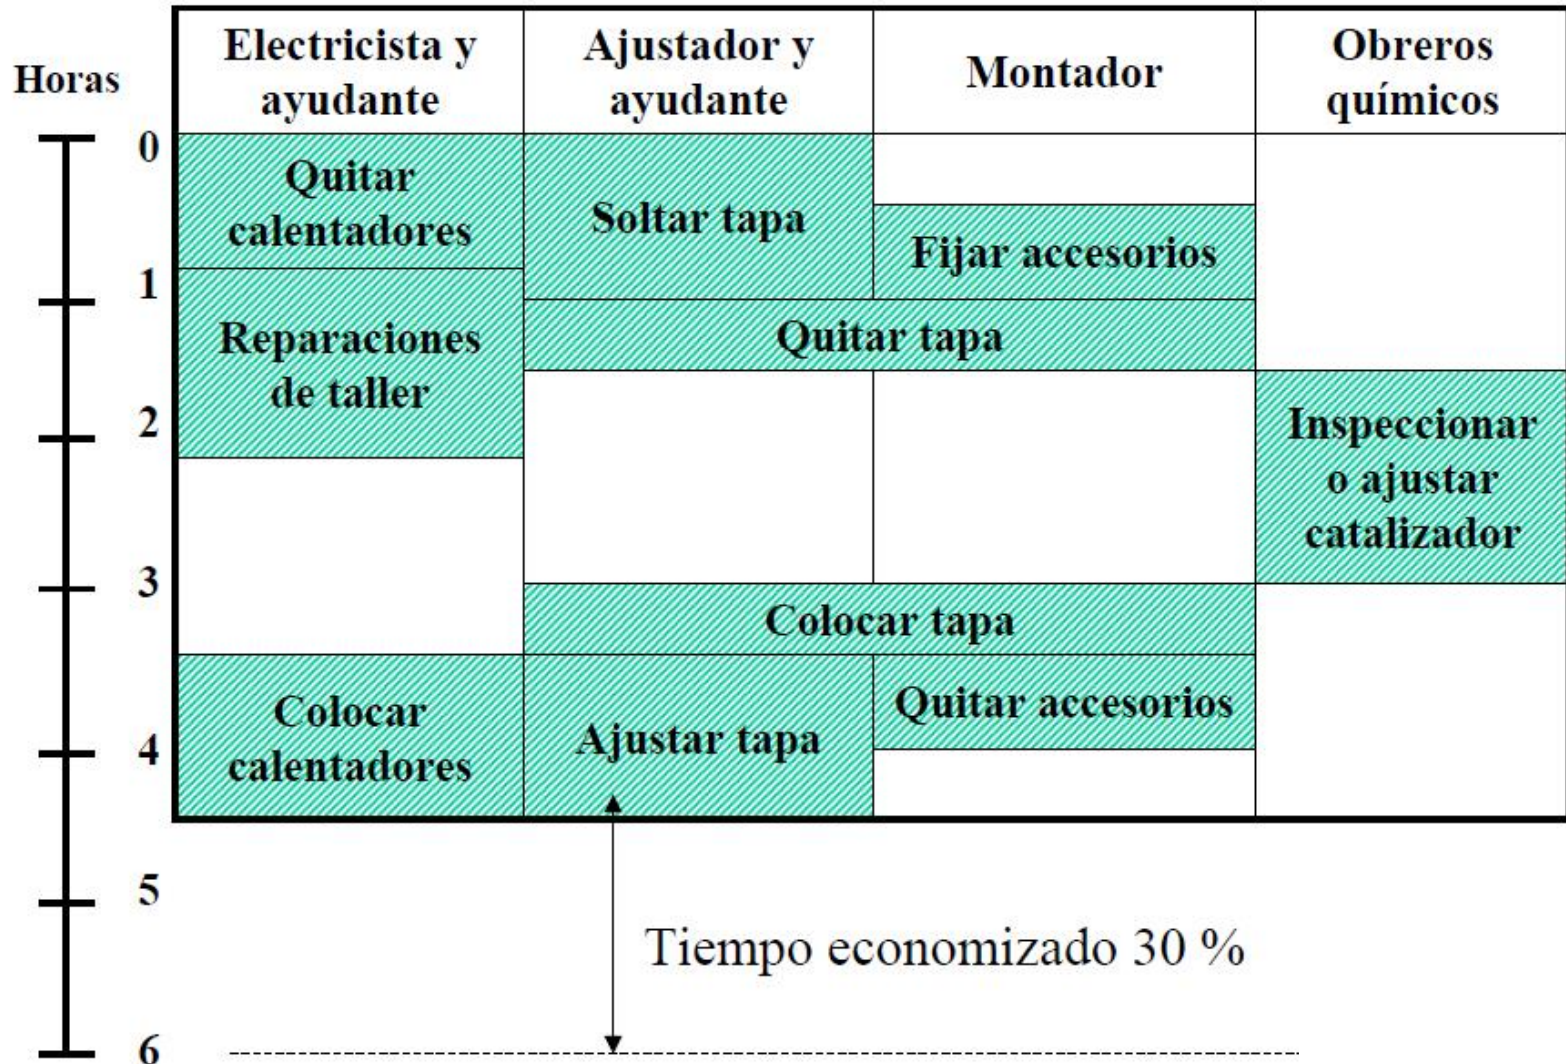 Horas
Electricista y
ayudante
Ajustador y
ayudante
Montador
Obreros
químicos
0
Quitar
calentadores
Soltar tapa
Fijar accesorios
1
Reparaciones
de taller
Quitar tapa
2
Inspeccionar
o ajustar
catalizador
3
Colocar tapa
Colocar
calentadores
Ajustar tapa
Quitar accesorios
4
5
Tiempo economizado 30 %
6